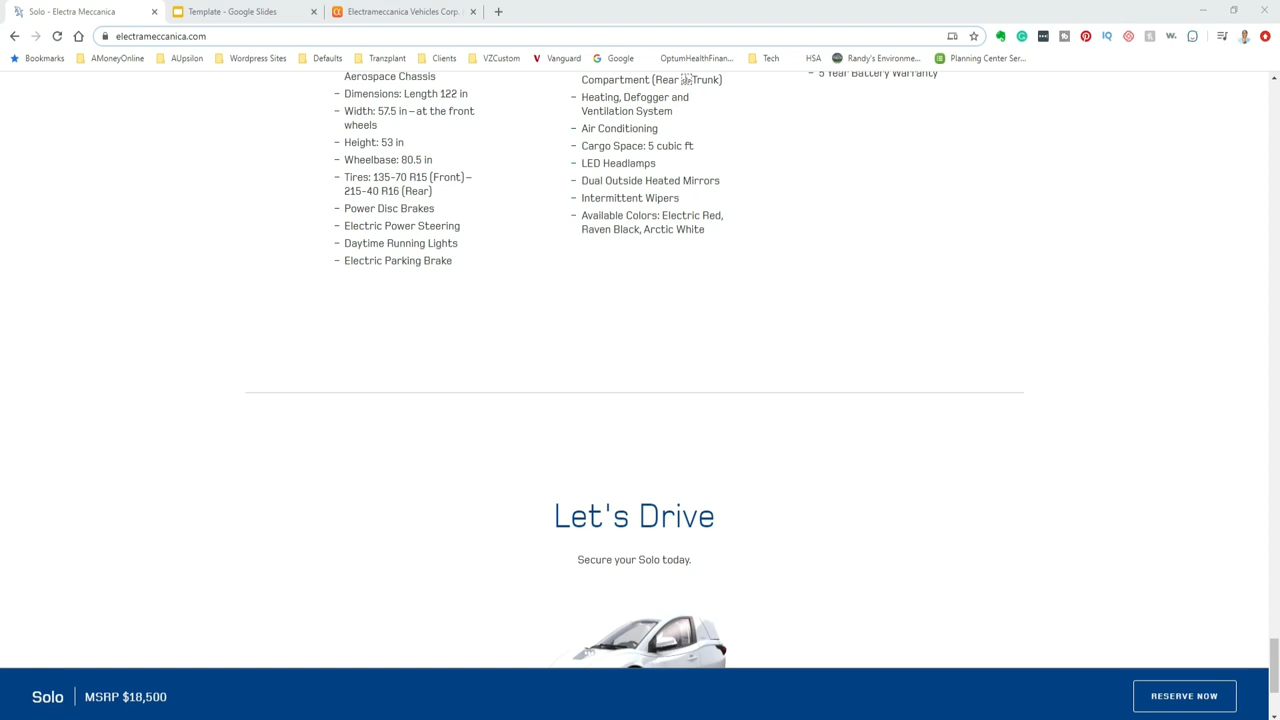 Solo - Electra Meccanica
Template - Google Slides
Electrameccanica Vehicles Corp.
electrameccanica.com
Bookmarks
AMoneyOnline
AUpsilon
Wordpress Sites
Defaults
Tranzplant
Clients
VZCustom
Vanguard
Google
OptumHealthFinan...
Tech
HSA
Randy's Environme...
Planning Center Ser...
Aerospace Chassis
– Dimensions: Length 122 in
– Width: 57.5 in – at the front
wheels
– Height: 53 in
– Wheelbase: 80.5 in
– Tires: 135-70 R15 (Front) –
215-40 R16 (Rear)
– Power Disc Brakes
– Electric Power Steering
– Daytime Running Lights
– Electric Parking Brake
Compartment (Rear Trunk)
– Heating, Defogger and
Ventilation System
– Air Conditioning
– Cargo Space: 5 cubic ft
– LED Headlamps
– Dual Outside Heated Mirrors
– Intermittent Wipers
– Available Colors: Electric Red,
Raven Black, Arctic White
– 5 Year Battery Warranty
Let's Drive
Secure your Solo today.
Solo | MSRP $18,500
RESERVE NOW